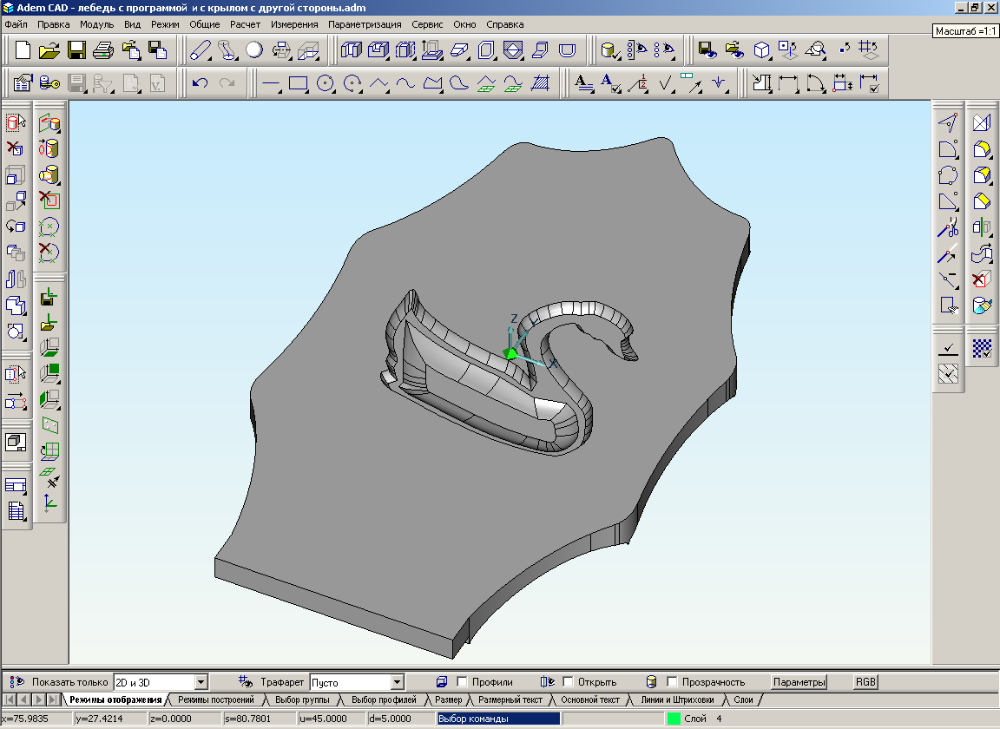 Adem CAD - лебедь с программой и с крылом с другой стороны.adm
Файл Правка Модуль Вид Режим Общие Расчет Измерения Параметризация Сервис Окно Справка
Масштаб =1:1
Z
X
Показать только 2D и 3D Трафарет Пусто Профили Открыть Прозрачность Параметры RGB
Режимы отображения Режимы построений Выбор группы Выбор профилей Размер Размерный текст Основной текст Линии и Штриховки Слои
x=75.9835 y=27.4214 z=0.0000 s=80.7801 u=45.0000 d=5.0000 Выбор команды Слой 4